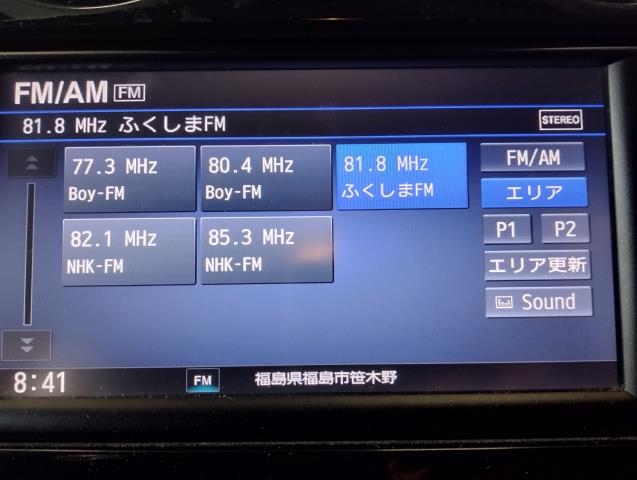 FM/AM FM
81.8 MHz ふくしまFM STEREO
77.3 MHz
Boy-FM
80.4 MHz
Boy-FM
81.8 MHz
ふくしまFM
82.1 MHz
NHK-FM
85.3 MHz
NHK-FM
FM/AM
エリア
P1 P2
エリア更新
Sound
8:41 FM 福島県福島市笹木野